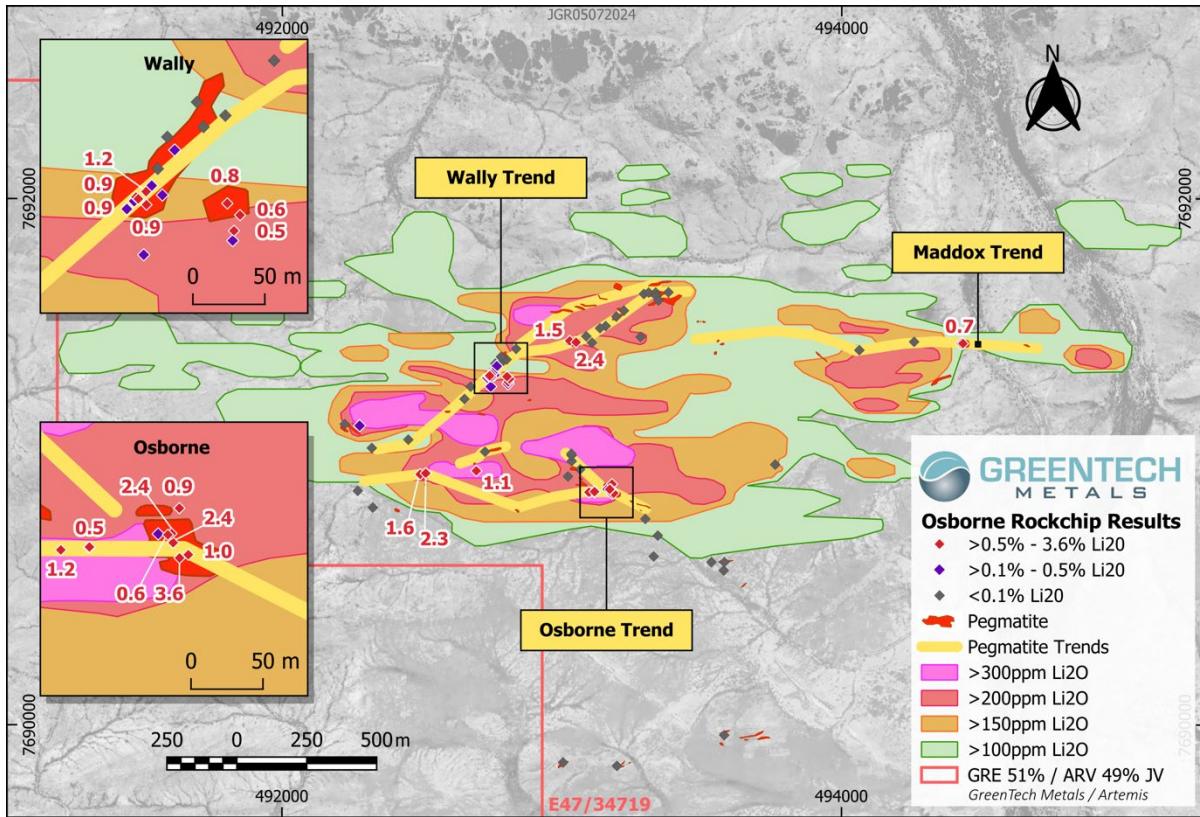 JGR05072024
492000
494000
7692000
7692000
7690000
7690000
492000
494000
N
Wally
1.2
0.9
0.9
0.9
0.8
0.6
0.5
0 50 m
Wally Trend
Maddox Trend
1.5
2.4
0.7
1.1
1.6
2.3
Osborne
2.4 0.9
2.4
0.5
1.2
1.0
0.6 3.6
0 50 m
Osborne Trend
250 0 250 500m
E47/34719
GREENTECH
METALS
Osborne Rockchip Results
>0.5% - 3.6% Li20
>0.1% - 0.5% Li20
<0.1% Li20
Pegmatite
Pegmatite Trends
>300ppm Li2O
>200ppm Li2O
>150ppm Li2O
>100ppm Li2O
GRE 51% / ARV 49% JV
GreenTech Metals / Artemis